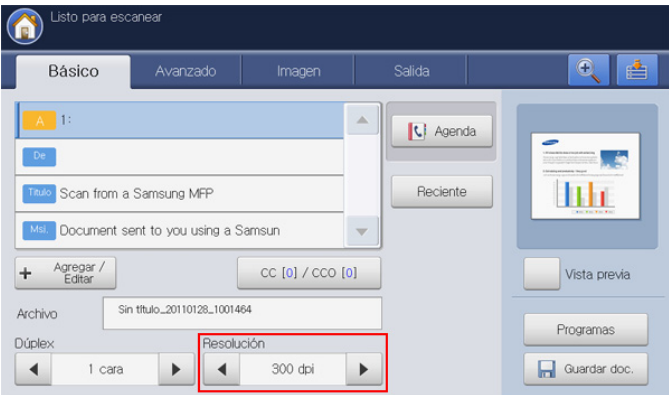 Listo para escanear
Básico
Avanzado
Imagen
Salida
A 1:
De
Título Scan from a Samsung MFP
Msj. Document sent to you using a Samsun
Agenda
Reciente
+ Agregar /
Editar
CC [0] / CCO [0]
Vista previa
Archivo
Sin título_20110128_1001464
Dúplex
1 cara
Resolución
300 dpi
Programas
Guardar doc.